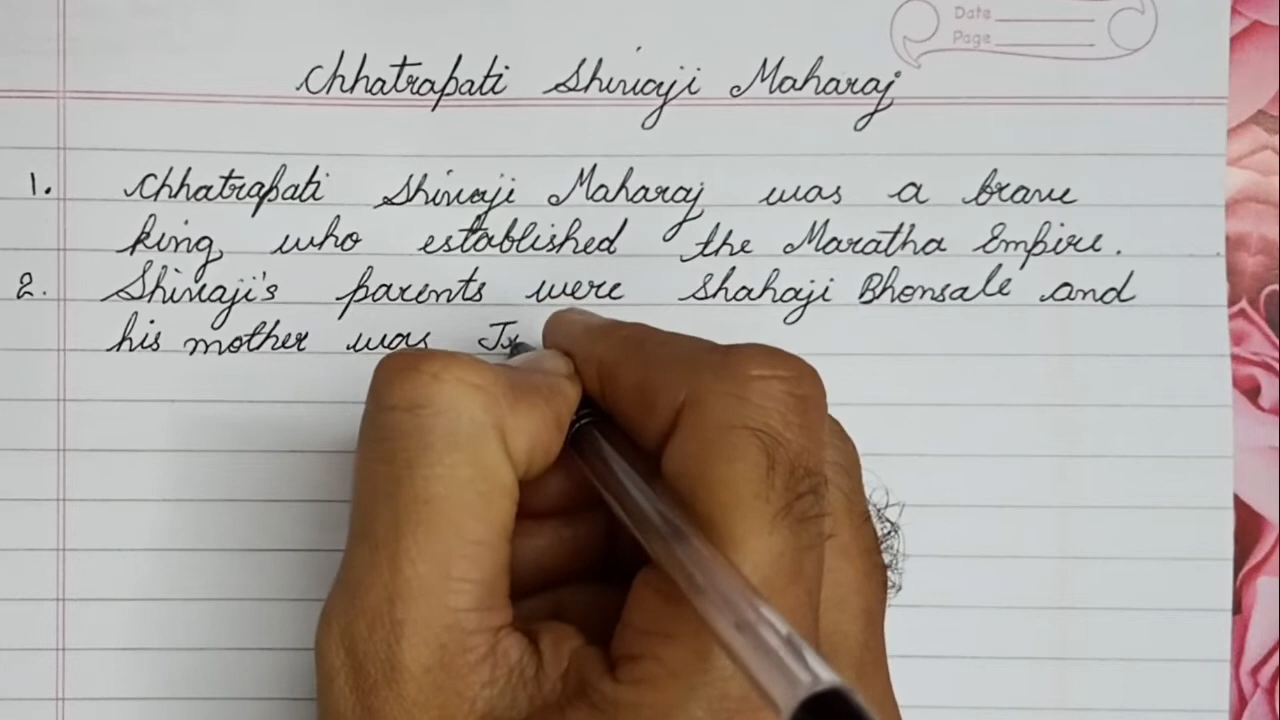 Date
Page
Chhatrapati Shivaji Maharaj
1. Chhatrapati Shivaji Maharaj was a brave
king who established the Maratha Empire.
2. Shivaji's parents were Shahaji Bhonsale and
his mother was